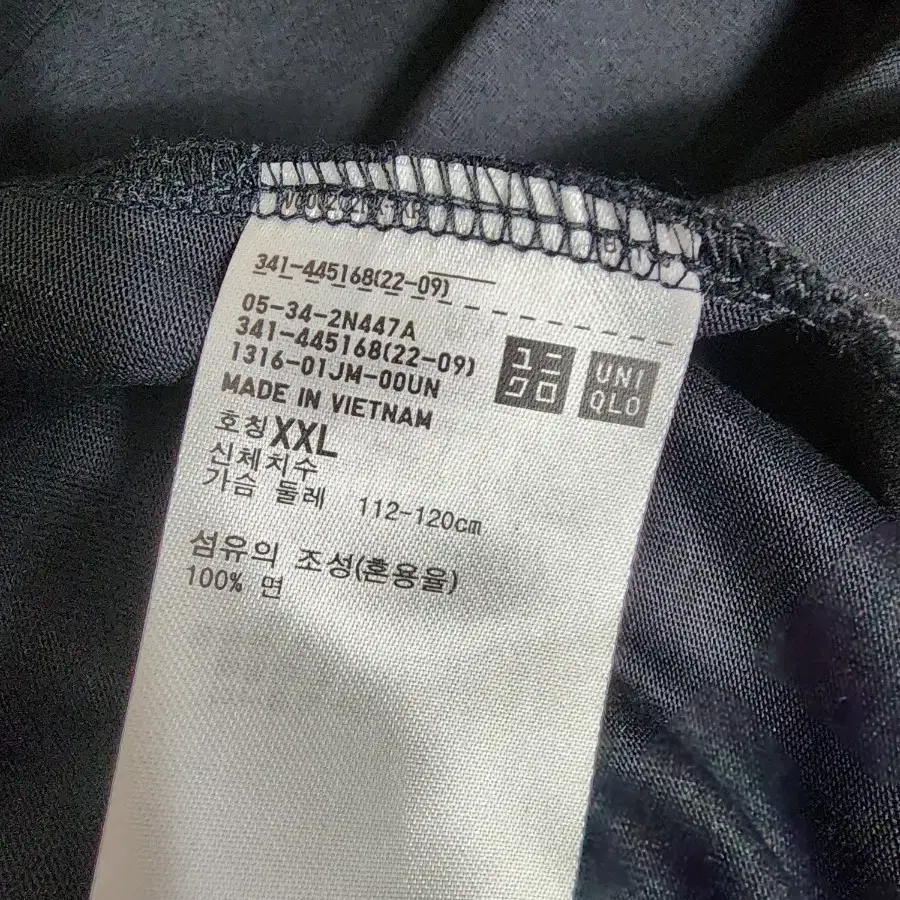 341-445168(22-09)
05-34-2N447A
341-445168(22-09)
1316-01JM-00UN
MADE IN VIETNAM
ユニ
クロ
UNI
QLO
호칭 XXL
신체치수
가슴 둘레 112-120cm
섬유의 조성(혼용율)
100% 면